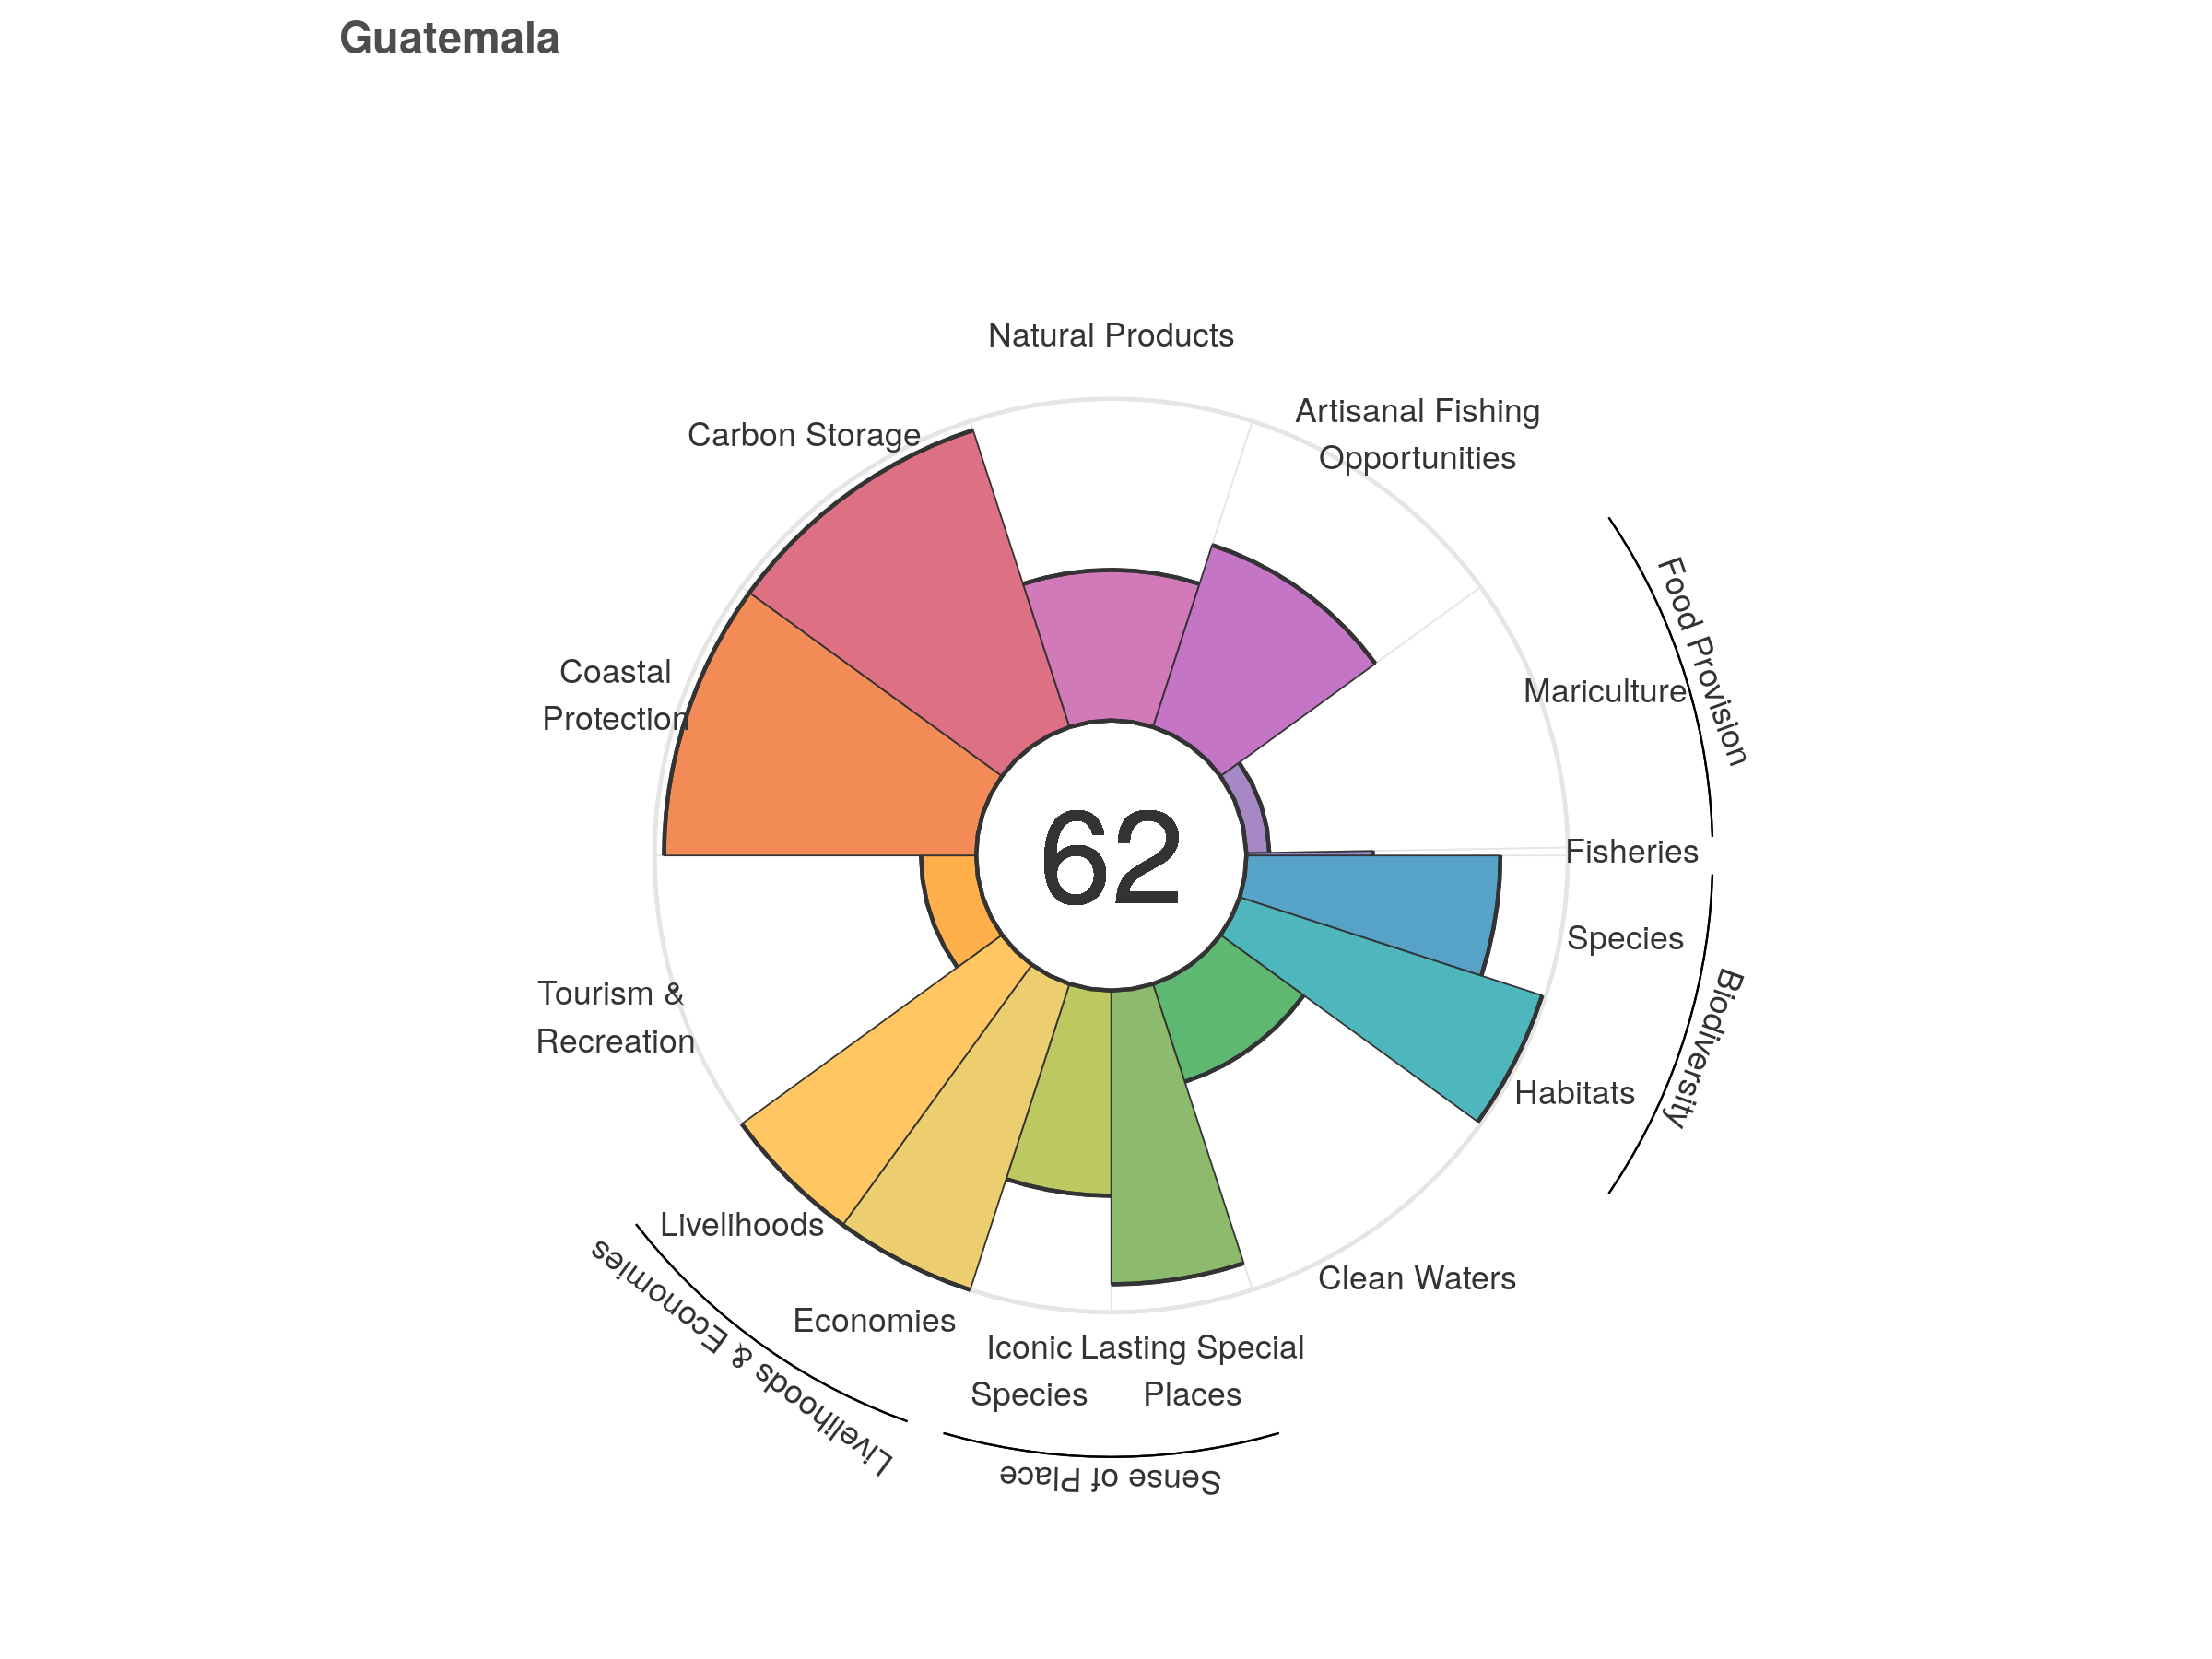 Guatemala
Natural Products
Artisanal Fishing
Opportunities
Carbon Storage
Food Provision
Coastal
Protection
Mariculture
62
Fisheries
Species
Tourism &
Recreation
Biodiversity
Habitats
Livelihoods
Clean Waters
Economies
Livelihoods & Economies
Iconic
Species
Lasting Special
Places
Sense of Place